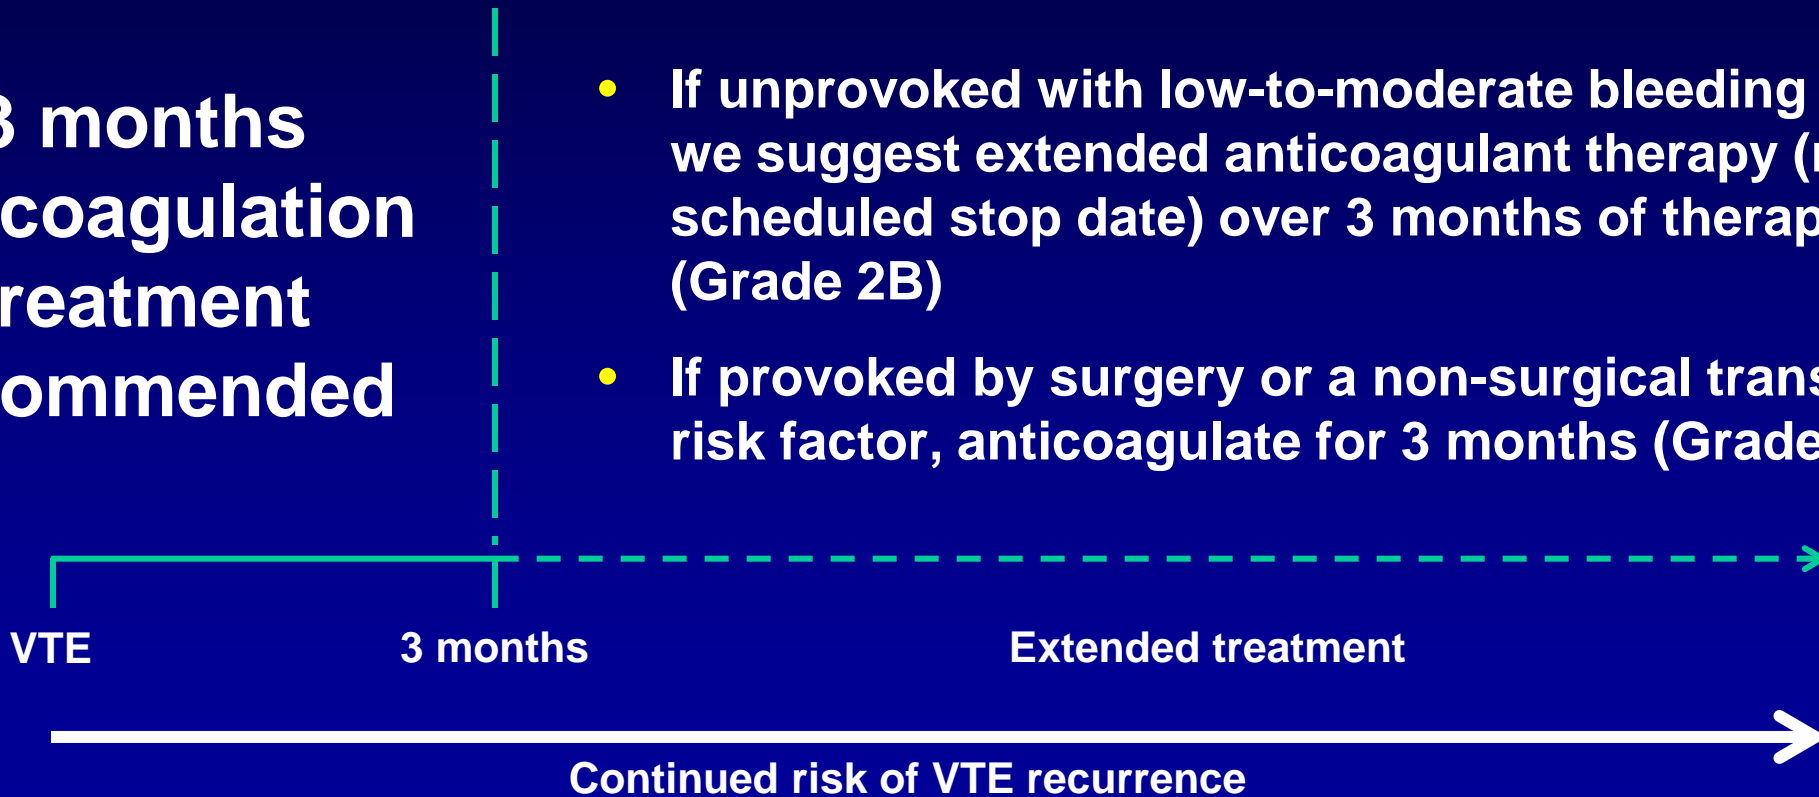 3 months
coagulation
reatment
ommended
If unprovoked with low-to-moderate bleeding
we suggest extended anticoagulant therapy (
scheduled stop date) over 3 months of therap
(Grade 2B)
If provoked by surgery or a non-surgical trans
risk factor, anticoagulate for 3 months (Grade
VTE
3 months
Extended treatment
Continued risk of VTE recurrence